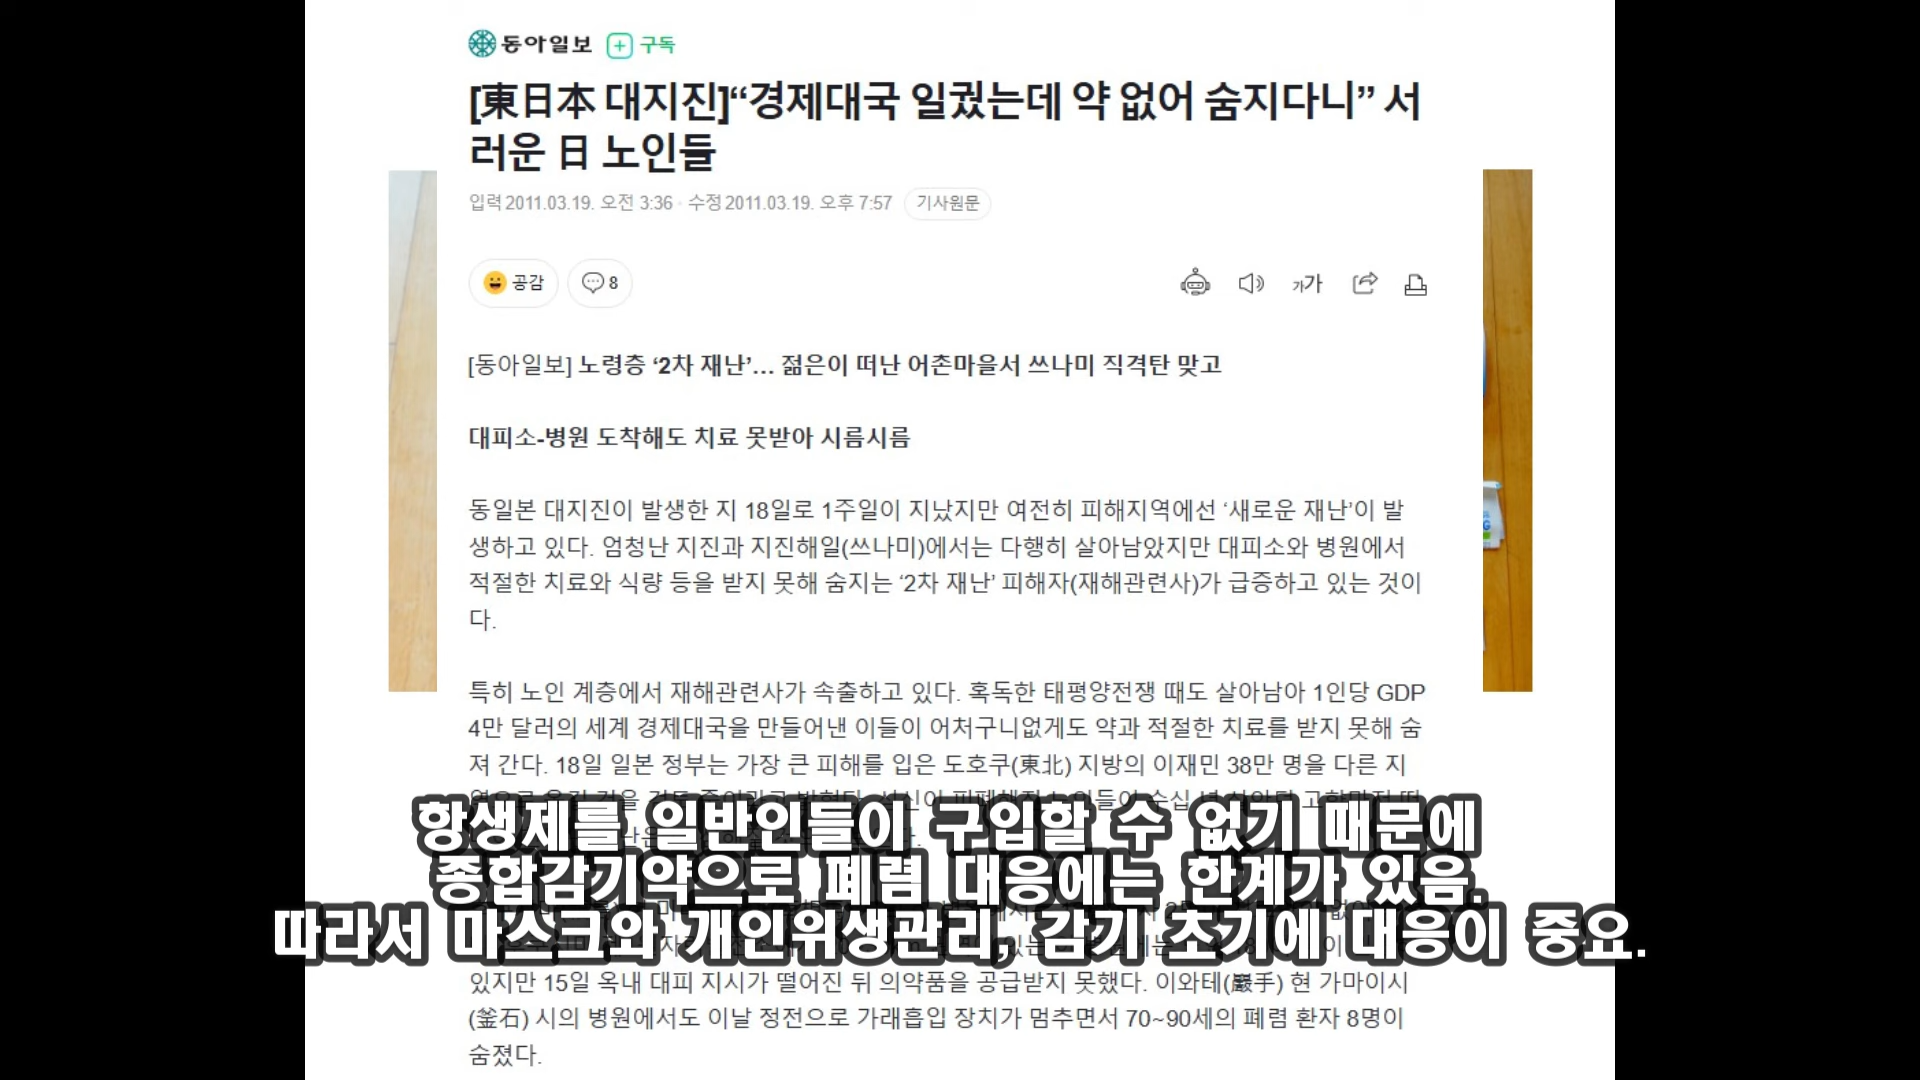 동아일보 구독
[東日本 대지진]“경제대국 일궜는데 약 없어 숨지다니” 서
러운 日 노인들
입력 2011.03.19. 오전 3:36 · 수정 2011.03.19. 오후 7:57 기사원문
공감 8 가가
[동아일보] 노령층 ‘2차 재난’… 젊은이 떠난 어촌마을서 쓰나미 직격탄 맞고
대피소-병원 도착해도 치료 못받아 시름시름
동일본 대지진이 발생한 지 18일로 1주일이 지났지만 여전히 피해지역에선 ‘새로운 재난’이 발
생하고 있다. 엄청난 지진과 지진해일(쓰나미)에서는 다행히 살아남았지만 대피소와 병원에서
적절한 치료와 식량 등을 받지 못해 숨지는 ‘2차 재난’ 피해자(재해관련사)가 급증하고 있는 것이
다.
특히 노인 계층에서 재해관련사가 속출하고 있다. 혹독한 태평양전쟁 때도 살아남아 1인당 GDP
4만 달러의 세계 경제대국을 만들어낸 이들이 어처구니없게도 약과 적절한 치료를 받지 못해 숨
져 간다. 18일 일본 정부는 가장 큰 피해를 입은 도호쿠(東北) 지방의 이재민 38만 명을 다른 지
항생제를 일반인들이 구입할 수 없기 때문에
종합감기약으로 폐렴 대응에는 한계가 있음.
따라서 마스크와 개인위생관리, 감기 초기에 대응이 중요.
있지만 15일 옥내 대피 지시가 떨어진 뒤 의약품을 공급받지 못했다. 이와테(巖手) 현 가마이시
(釜石) 시의 병원에서도 이날 정전으로 가래흡입 장치가 멈추면서 70~90세의 폐렴 환자 8명이
숨졌다.